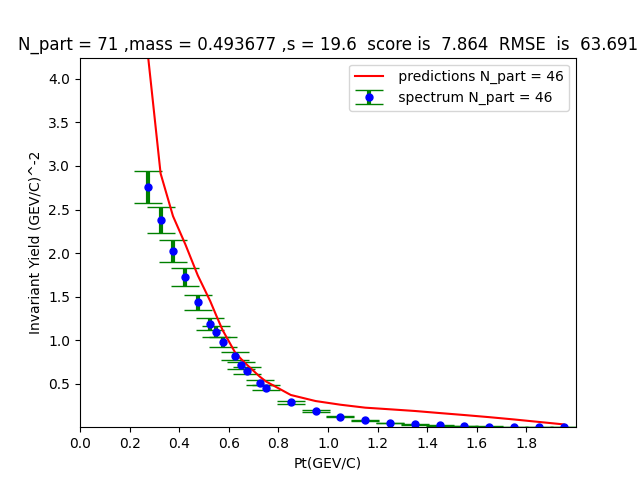 N_part = 71 ,mass = 0.493677 ,s = 19.6  score is  7.864  RMSE  is  63.691
predictions N_part = 46
spectrum N_part = 46
4.0
3.5
3.0
2.5
2.0
1.5
1.0
0.5
Invariant Yield (GEV/C)^-2
0.0 0.2 0.4 0.6 0.8 1.0 1.2 1.4 1.6 1.8
Pt(GEV/C)